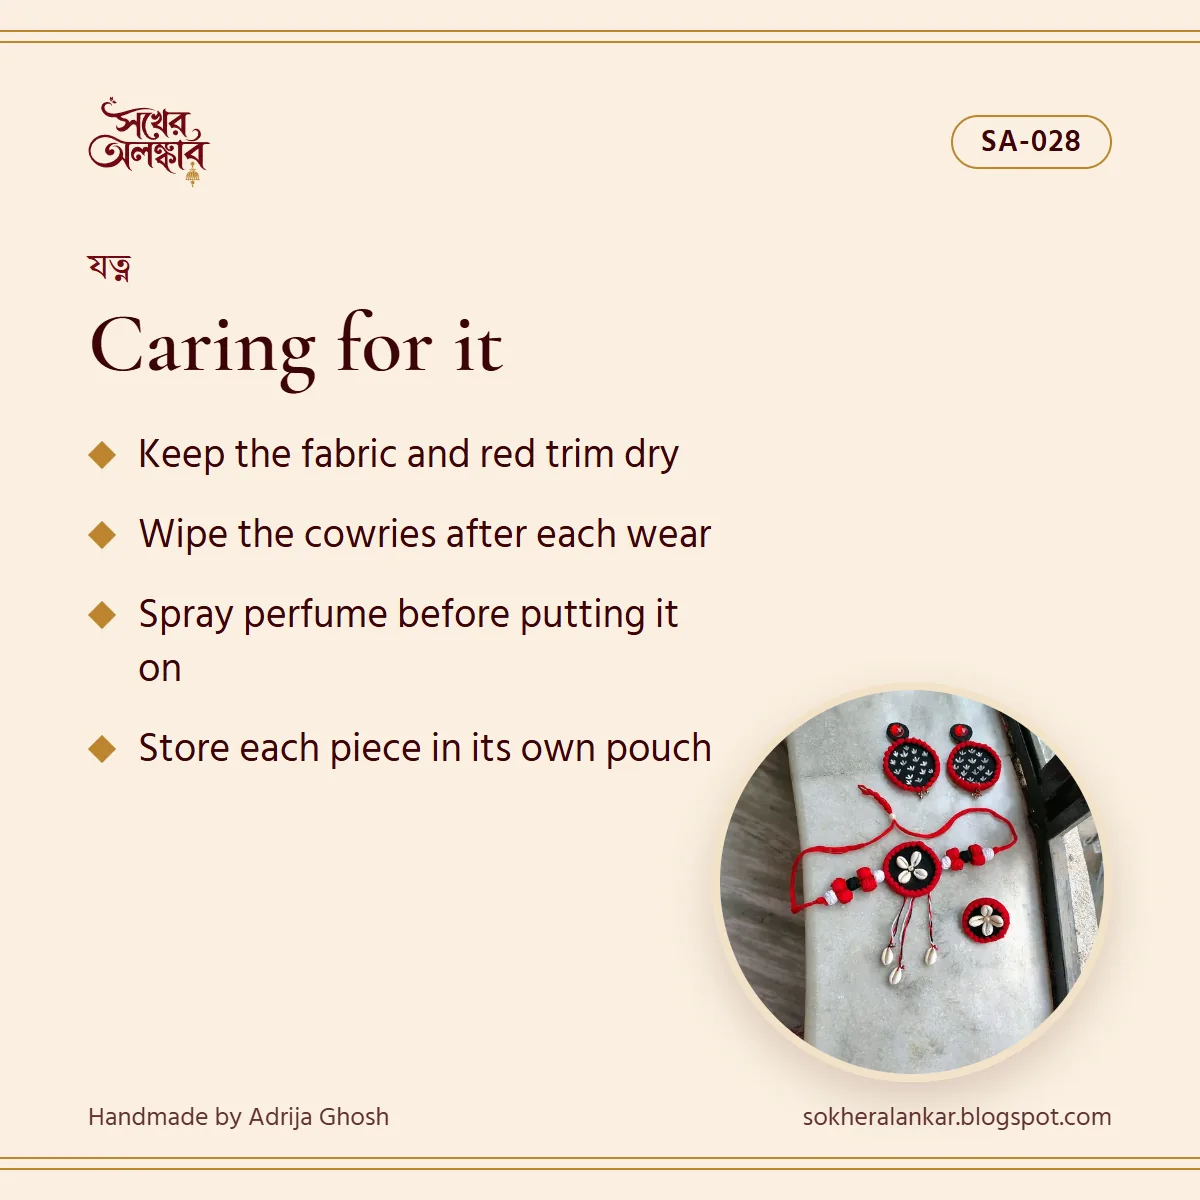 সখের
অলঙ্কার
SA-028
যত্ন
Caring for it
Keep the fabric and red trim dry
Wipe the cowries after each wear
Spray perfume before putting it
on
Store each piece in its own pouch
Handmade by Adrija Ghosh
sokheralankar.blogspot.com